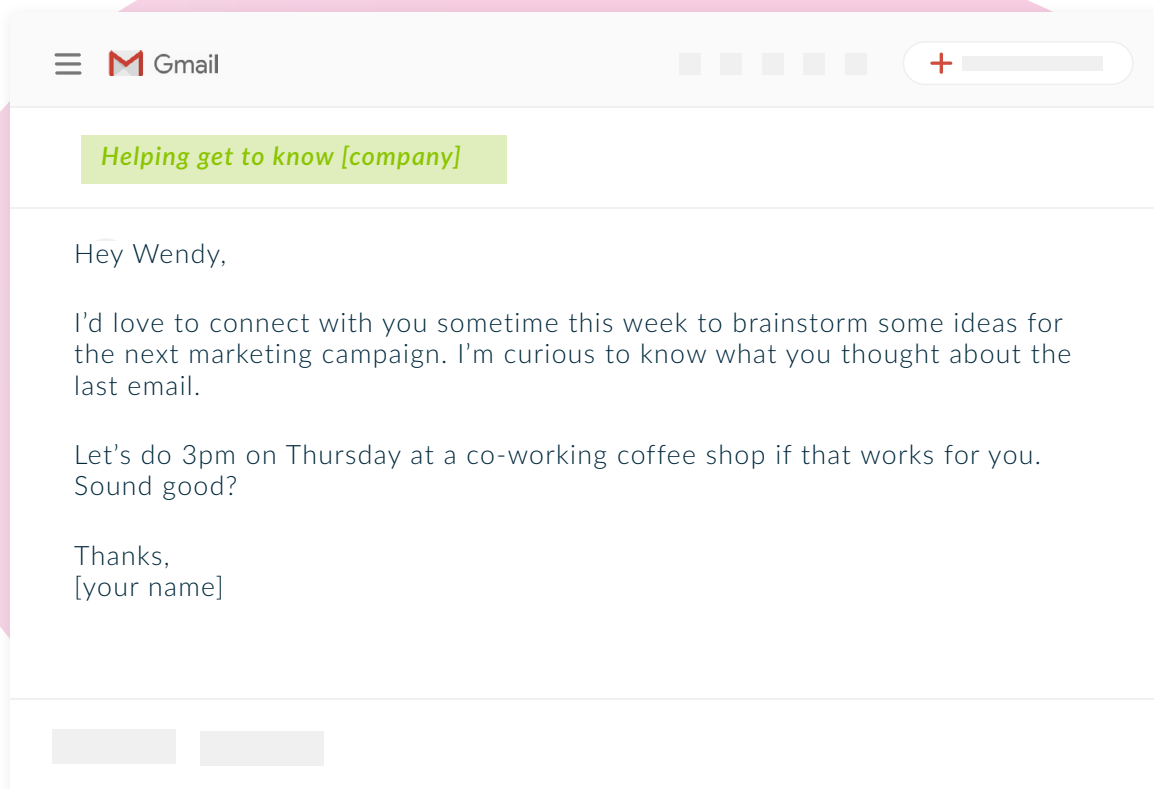 Gmail
Helping get to know [company]
Hey Wendy,
I’d love to connect with you sometime this week to brainstorm some ideas for
the next marketing campaign. I’m curious to know what you thought about the
last email.
Let’s do 3pm on Thursday at a co-working coffee shop if that works for you.
Sound good?
Thanks,
[your name]